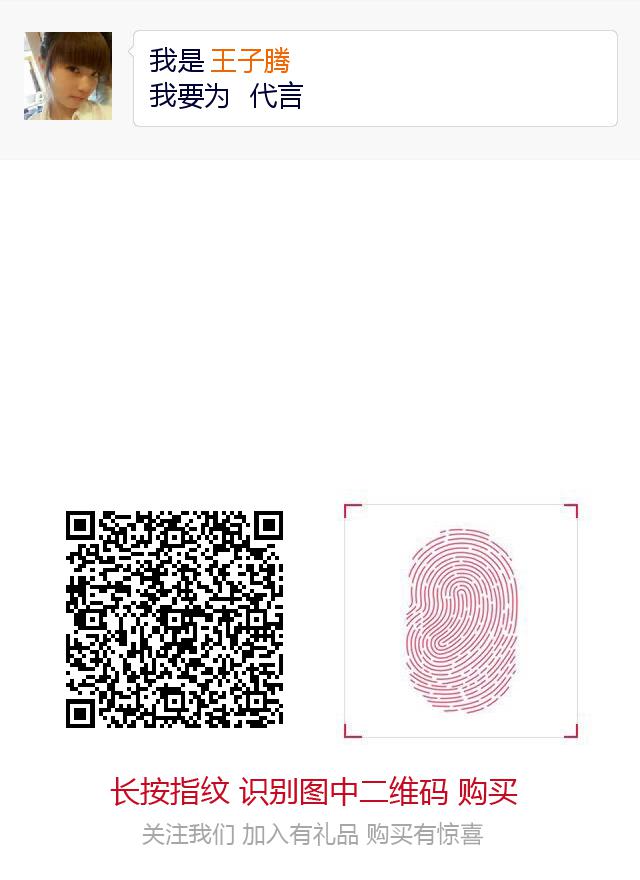 我是 王子腾
我要为 代言
长按指纹 识别图中二维码 购买
关注我们 加入有礼品 购买有惊喜